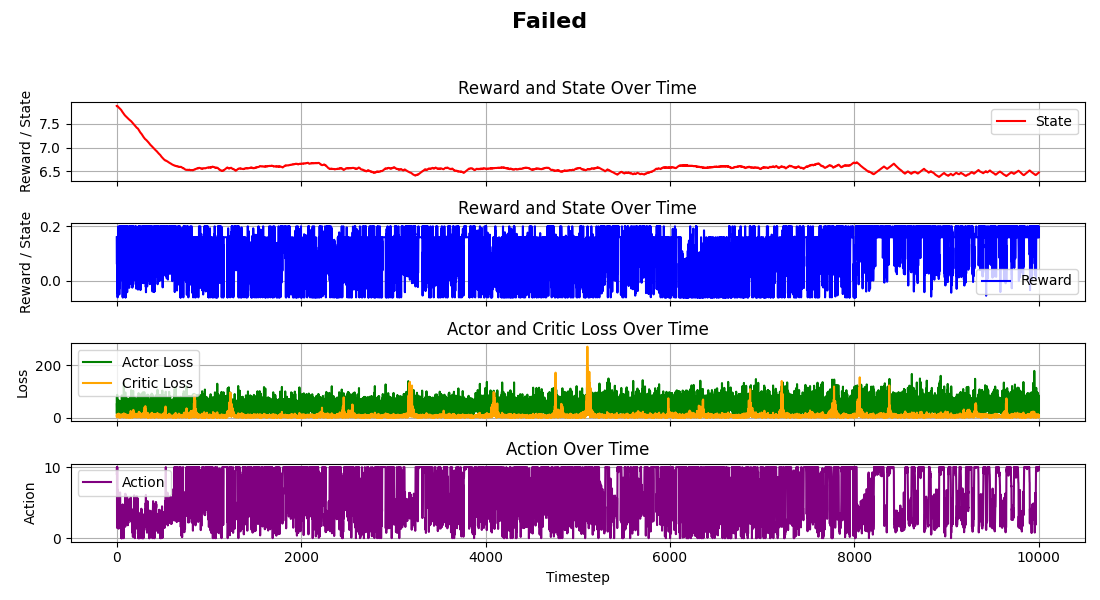 Failed
Reward and State Over Time
Reward / State
7.5
7.0
6.5
State
Reward and State Over Time
Reward / State
0.2
0.0
Reward
Actor and Critic Loss Over Time
Loss
200
0
Actor Loss
Critic Loss
Action Over Time
Action
10
0
Action
0 2000 4000 6000 8000 10000
Timestep